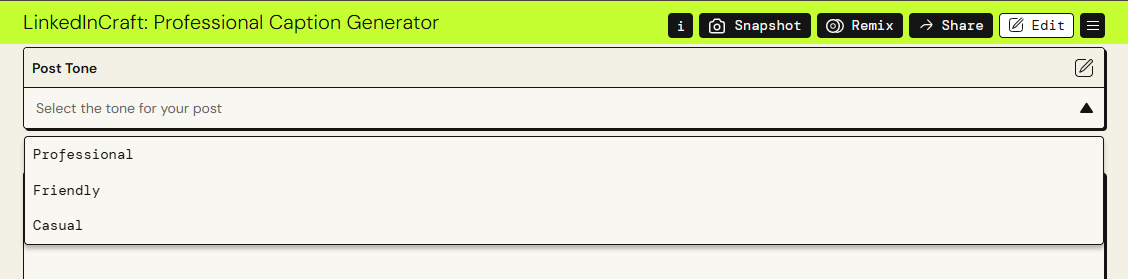 LinkedInCraft: Professional Caption Generator
i Snapshot Remix Share Edit
Post Tone
Select the tone for your post
Professional
Friendly
Casual